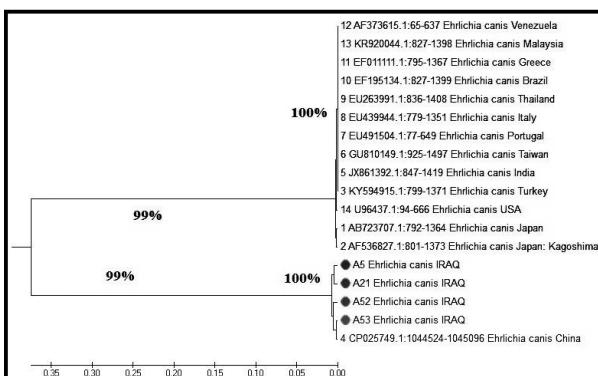 12 AF373615.1:65-637 Ehrlichia canis Venezuela
13 KR920044.1:827-1398 Ehrlichia canis Malaysia
11 EF011111.1:795-1367 Ehrlichia canis Greece
10 EF195134.1:827-1399 Ehrlichia canis Brazil
9 EU263991.1:836-1408 Ehrlichia canis Thailand
100%
8 EU439944.1:779-1351 Ehrlichia canis Italy
7 EU491504.1:77-649 Ehrlichia canis Portugal
6 GU810149.1:925-1497 Ehrlichia canis Taiwan
5 JX861392.1:847-1419 Ehrlichia canis India
3 KY594915.1:799-1371 Ehrlichia canis Turkey
14 U96437.1:94-666 Ehrlichia canis USA
99%
1 AB723707.1:792-1364 Ehrlichia canis Japan
2 AF536827.1:801-1373 Ehrlichia canis Japan: Kagoshima
A5 Ehrlichia canis IRAQ
99%
100%
A21 Ehrlichia canis IRAQ
A52 Ehrlichia canis IRAQ
A53 Ehrlichia canis IRAQ
4 CP025749.1:1044524-1045096 Ehrlichia canis China
0.35 0.30 0.25 0.20 0.15 0.10 0.05 0.00